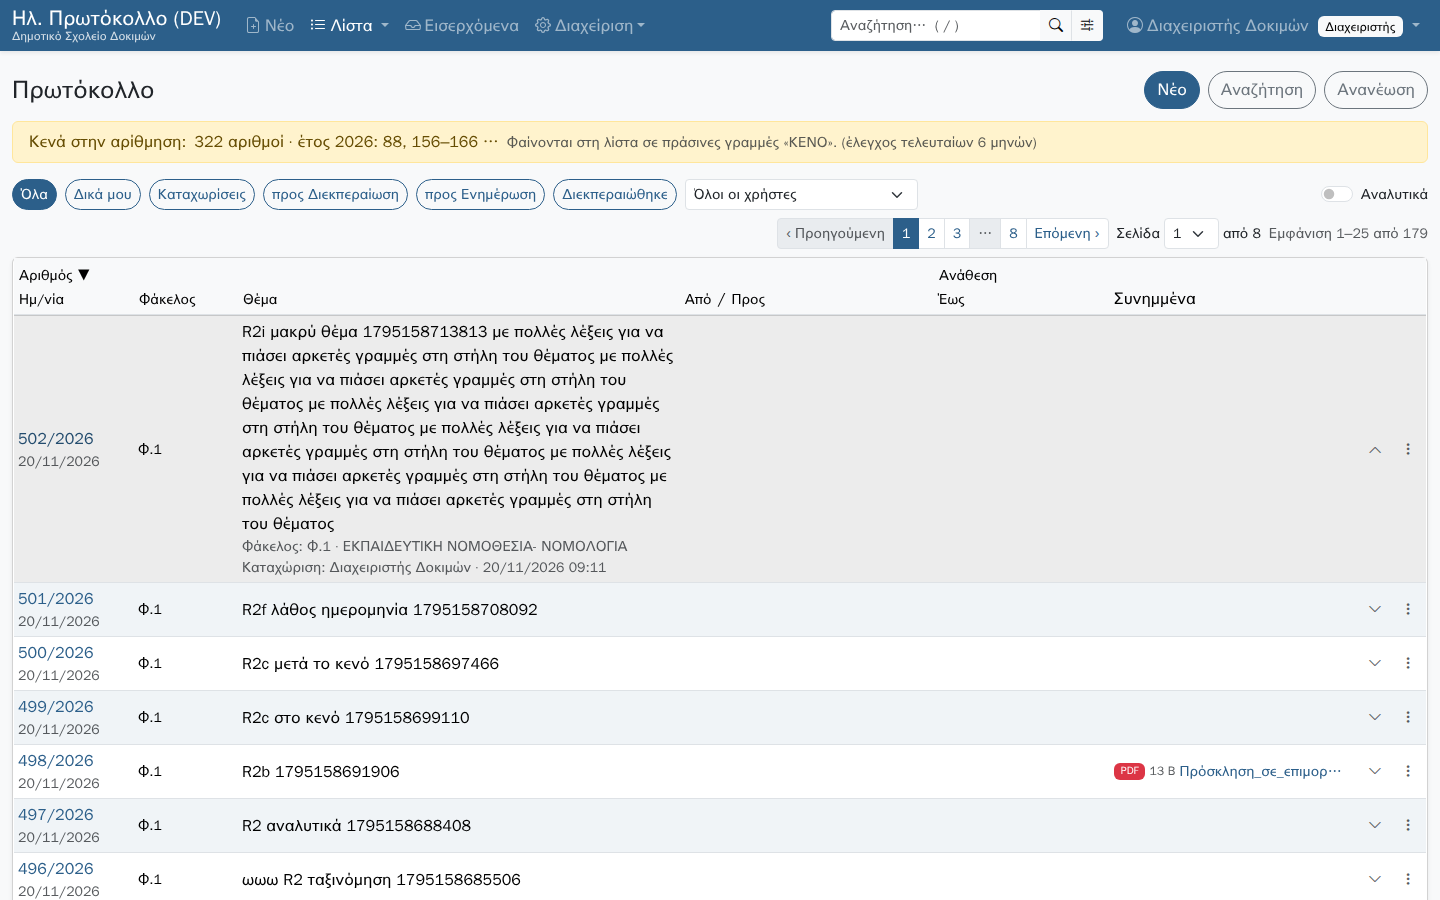 Ηλ. Πρωτόκολλο (DEV)
Δημοτικό Σχολείο Δοκιμών
Νέο
Λίστα
Εισερχόμενα
Διαχείριση
Αναζήτηση… ( / )
Διαχειριστής Δοκιμών
Διαχειριστής
Πρωτόκολλο
Νέο
Αναζήτηση
Ανανέωση
Κενά στην αρίθμηση: 322 αριθμοί · έτος 2026: 88, 156–166 … Φαίνονται στη λίστα σε πράσινες γραμμές «ΚΕΝΟ». (έλεγχος τελευταίων 6 μηνών)
Όλα
Δικά μου
Καταχωρίσεις
προς Διεκπεραίωση
προς Ενημέρωση
Διεκπεραιώθηκε
Όλοι οι χρήστες
Αναλυτικά
‹ Προηγούμενη 1 2 3 … 8 Επόμενη › Σελίδα 1 από 8 Εμφάνιση 1–25 από 179
Αριθμός ▼
Ημ/νία
Φάκελος
Θέμα
Από / Προς
Ανάθεση
Έως
Συνημμένα
502/2026
20/11/2026
Φ.1
R2i μακρύ θέμα 1795158713813 με πολλές λέξεις για να
πιάσει αρκετές γραμμές στη στήλη του θέματος με πολλές
λέξεις για να πιάσει αρκετές γραμμές στη στήλη του
θέματος με πολλές λέξεις για να πιάσει αρκετές γραμμές
στη στήλη του θέματος με πολλές λέξεις για να πιάσει
αρκετές γραμμές στη στήλη του θέματος με πολλές λέξεις
για να πιάσει αρκετές γραμμές στη στήλη του θέματος με
πολλές λέξεις για να πιάσει αρκετές γραμμές στη στήλη
του θέματος
Φάκελος: Φ.1 · ΕΚΠΑΙΔΕΥΤΙΚΗ ΝΟΜΟΘΕΣΙΑ- ΝΟΜΟΛΟΓΙΑ
Καταχώριση: Διαχειριστής Δοκιμών · 20/11/2026 09:11
501/2026
20/11/2026
Φ.1
R2f λάθος ημερομηνία 1795158708092
500/2026
20/11/2026
Φ.1
R2c μετά το κενό 1795158697466
499/2026
20/11/2026
Φ.1
R2c στο κενό 1795158699110
498/2026
20/11/2026
Φ.1
R2b 1795158691906
PDF 13 B Πρόσκληση_σε_επιμορ…
497/2026
20/11/2026
Φ.1
R2 αναλυτικά 1795158688408
496/2026
20/11/2026
Φ.1
ωωω R2 ταξινόμηση 1795158685506